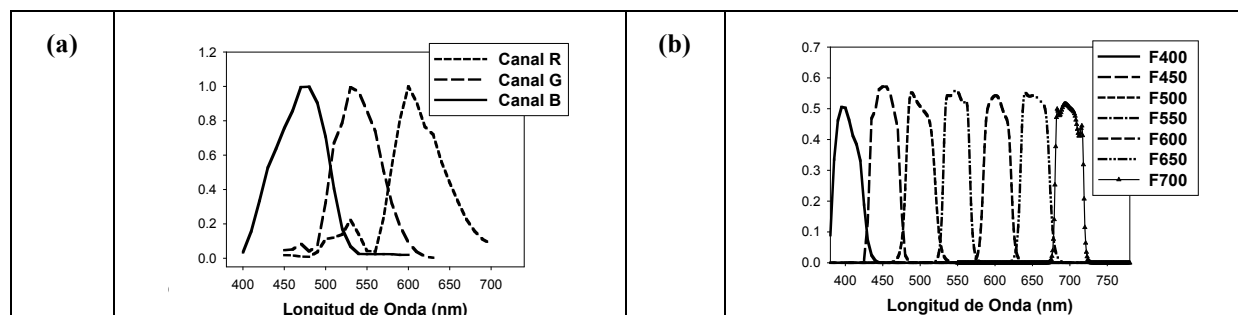 (a)
1.2
1.0
0.8
0.6
0.4
0.2
0.0
400 450 500 550 600 650 700
Longitud de Onda (nm)
Canal R
Canal G
Canal B
(b)
0.7
0.6
0.5
0.4
0.3
0.2
0.1
0.0
400 450 500 550 600 650 700 750
Longitud de Onda (nm)
F400
F450
F500
F550
F600
F650
F700